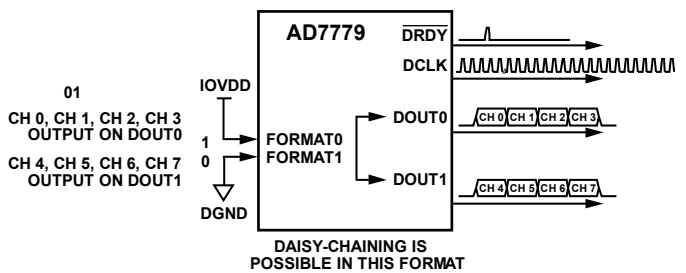 AD7779
DRDY
DCLK
01
IOVDD
CH 0, CH 1, CH 2, CH 3
OUTPUT ON DOUT0
1
FORMAT0
DOUT0
CH 0 CH 1 CH 2 CH 3
0
FORMAT1
CH 4, CH 5, CH 6, CH 7
OUTPUT ON DOUT1
DOUT1
CH 4 CH 5 CH 6 CH 7
DGND
DAISY-CHAINING IS
POSSIBLE IN THIS FORMAT